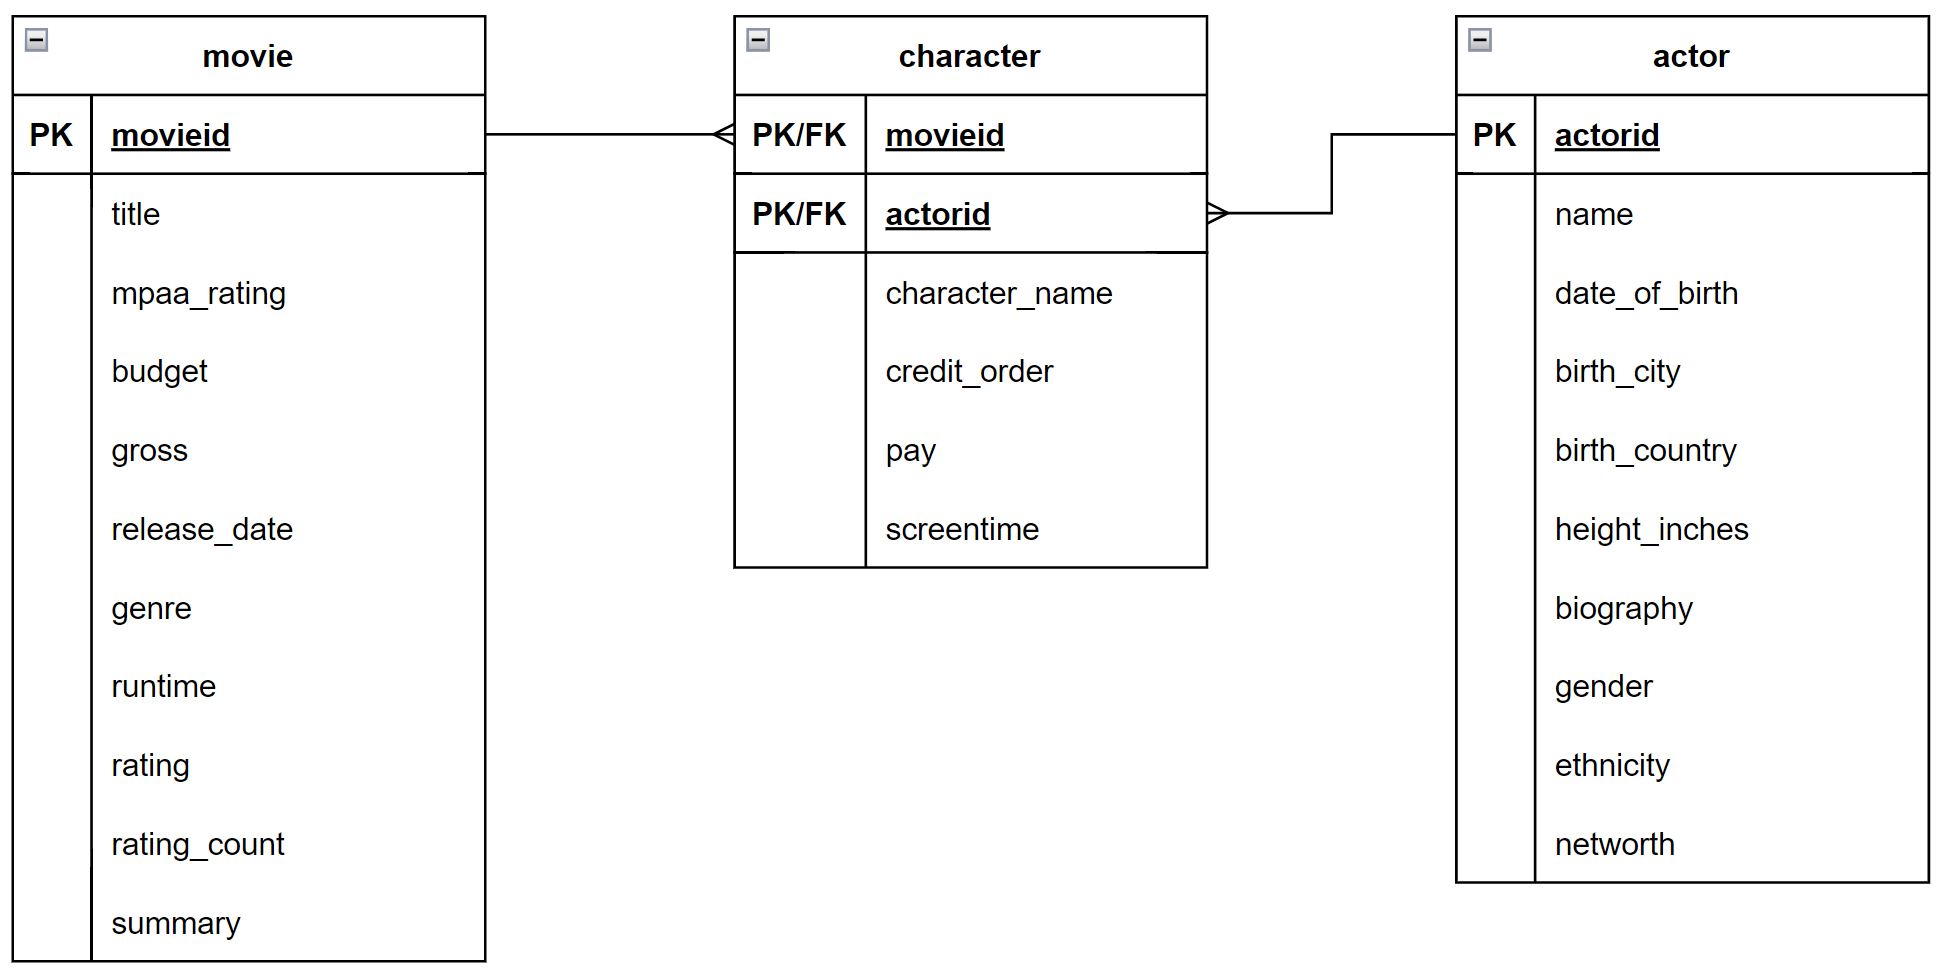 movie
PK movieid
title
mpaa_rating
budget
gross
release_date
genre
runtime
rating
rating_count
summary
character
PK/FK movieid
PK/FK actorid
character_name
credit_order
pay
screentime
actor
PK actorid
name
date_of_birth
birth_city
birth_country
height_inches
biography
gender
ethnicity
networth